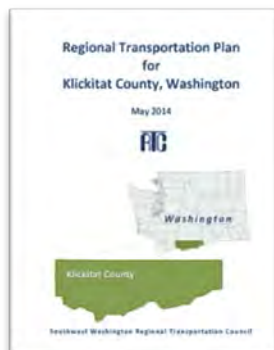 Regional Transportation Plan
for
Klickitat County, Washington
May 2014
RTC
Washington
Klickitat County
Southwest Washington Regional Transportation Council